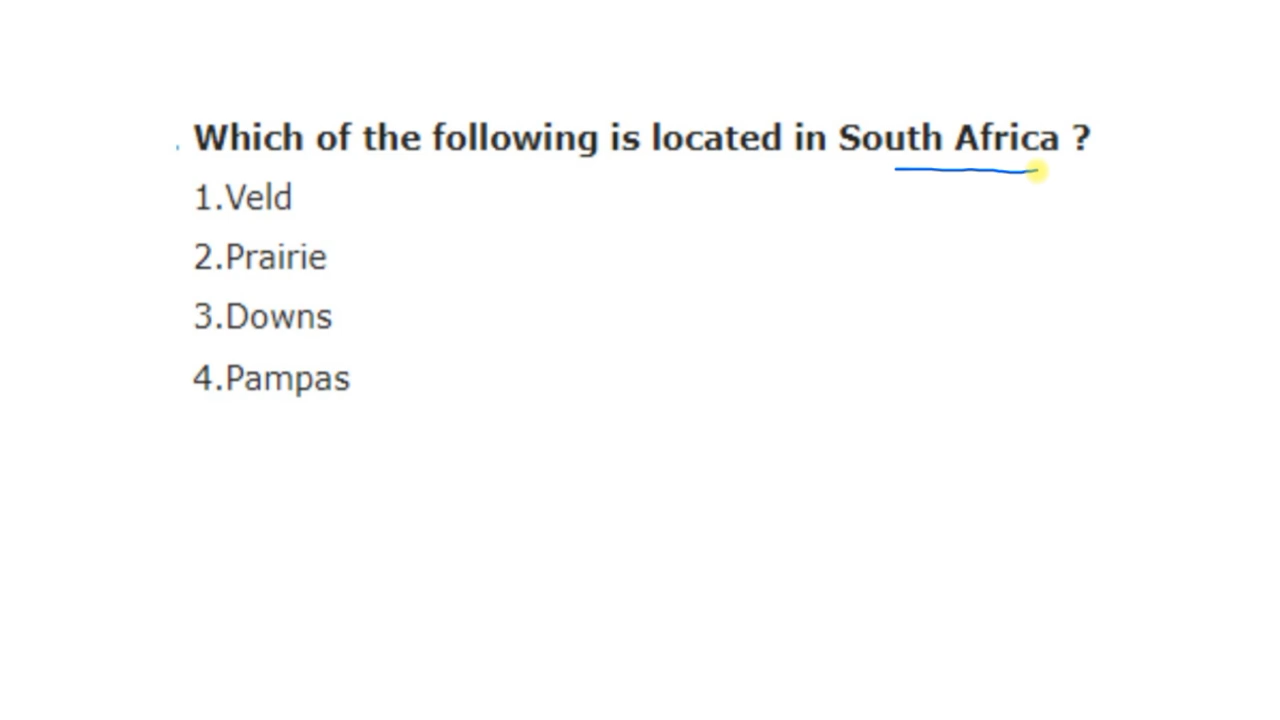 Which of the following is located in South Africa ?
1.Veld
2.Prairie
3.Downs
4.Pampas